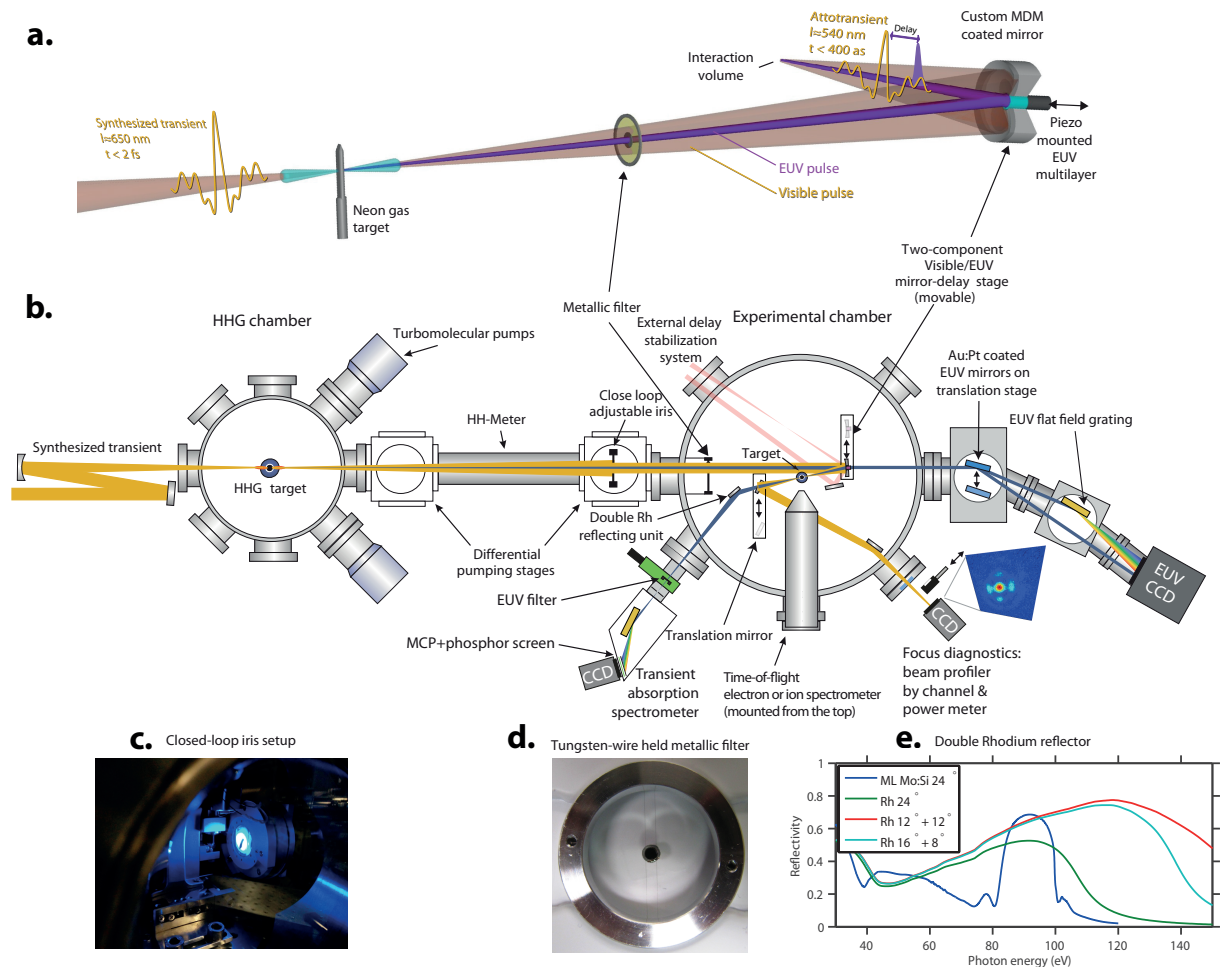 a.
Attotransient
l≈540 nm
t < 400 as
Delay
Custom MDM
coated mirror
Interaction
volume
Synthesized transient
l≈650 nm
t < 2 fs
Piezo
mounted
EUV
multilayer
EUV pulse
Visible pulse
Neon gas
target
Two-component
Visible/EUV
mirror-delay stage
(movable)
b.
HHG chamber
Metallic filter
Experimental chamber
Turbomolecular pumps
External delay
stabilization
system
Au:Pt coated
EUV mirrors on
translation stage
Close loop
adjustable iris
EUV flat field grating
HH-Meter
Synthesized transient
Target
HHG target
Double Rh
reflecting unit
Differential
pumping stages
EUV
CCD
EUV filter
CCD
Translation mirror
MCP+phosphor screen
CCD
Transient
absorption
spectrometer
Time-of-flight
electron or ion spectrometer
(mounted from the top)
Focus diagnostics:
beam profiler
by channel &
power meter
c. Closed-loop iris setup
d. Tungsten-wire held metallic filter
e. Double Rhodium reflector
1
0.8
0.6
0.4
0.2
0
Reflectivity
ML Mo:Si 24 °
Rh 24 °
Rh 12 ° + 12 °
Rh 16 ° + 8 °
40 60 80 100 120 140
Photon energy (eV)